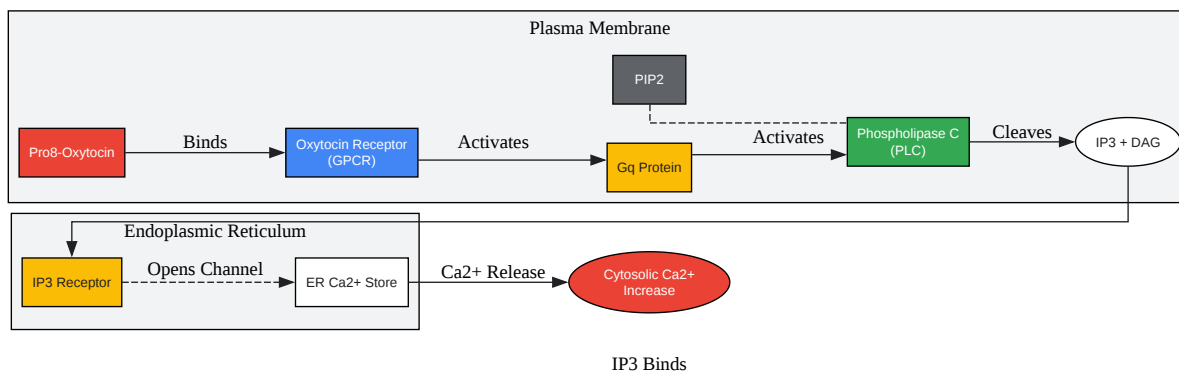 Plasma Membrane
PIP2
Pro8-Oxytocin
Binds
Oxytocin Receptor
(GPCR)
Activates
Gq Protein
Activates
Phospholipase C
(PLC)
Cleaves
IP3 + DAG
Endoplasmic Reticulum
IP3 Receptor
Opens Channel
ER Ca2+ Store
Ca2+ Release
Cytosolic Ca2+
Increase
IP3 Binds